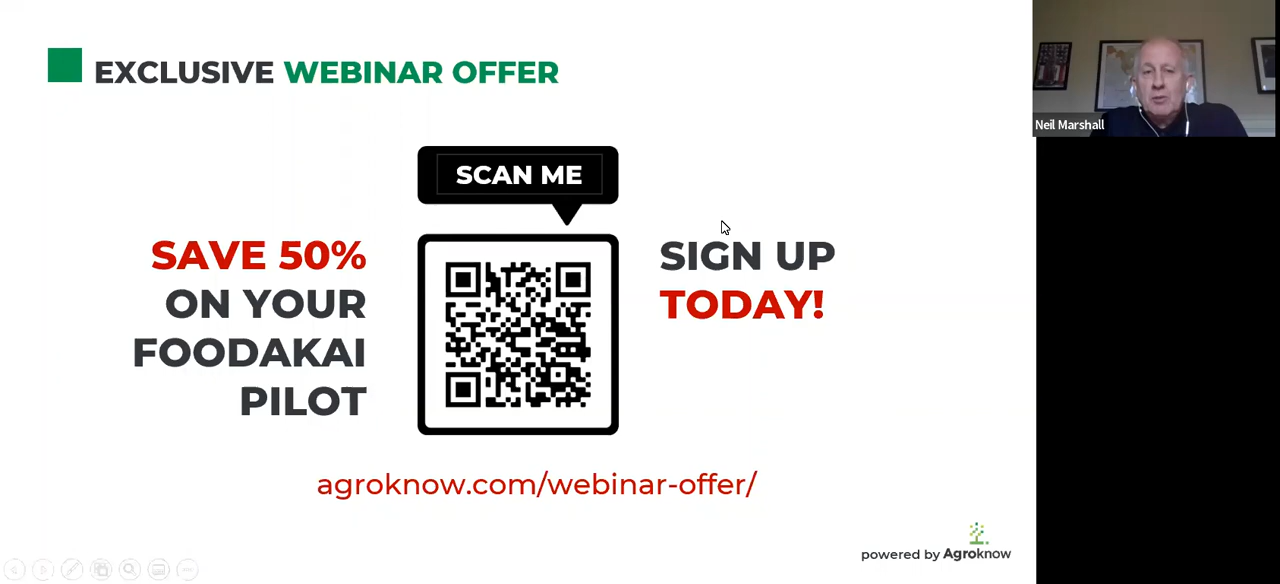 EXCLUSIVE WEBINAR OFFER
SCAN ME
SAVE 50%
ON YOUR
FOODAKAI
PILOT
SIGN UP
TODAY!
agroknow.com/webinar-offer/
powered by Agroknow
Neil Marshall